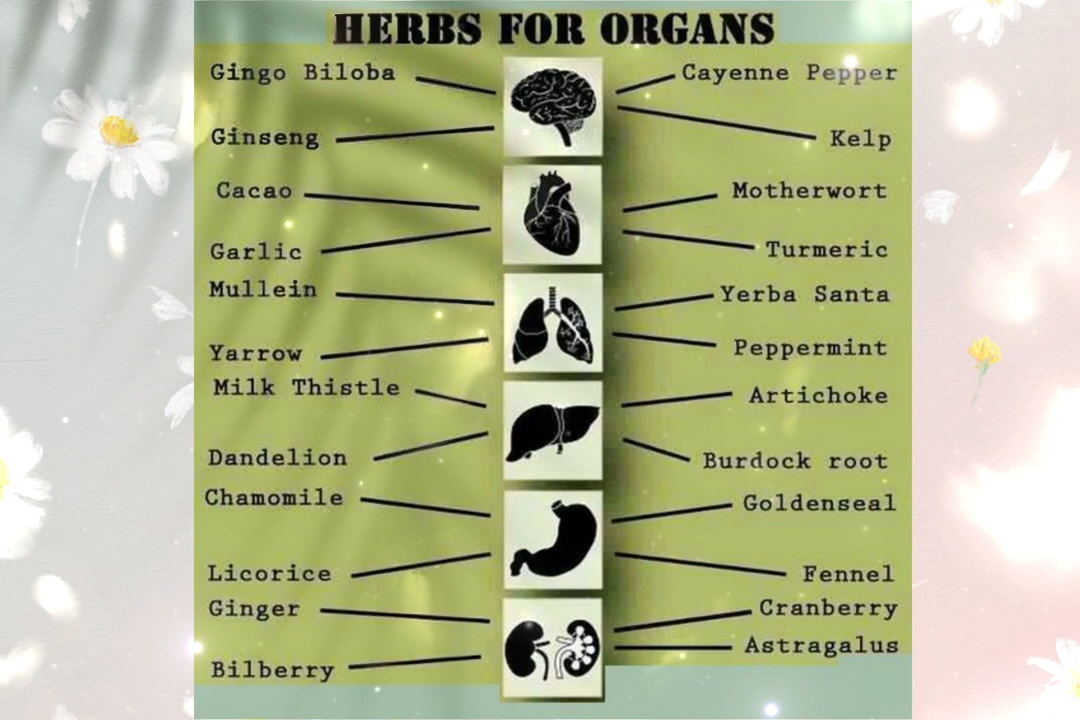 HERBS FOR ORGANS
Gingo Biloba
Cayenne Pepper
Ginseng
Kelp
Cacao
Motherwort
Garlic
Turmeric
Mullein
Yerba Santa
Yarrow
Peppermint
Milk Thistle
Artichoke
Dandelion
Burdock root
Chamomile
Goldenseal
Licorice
Fennel
Ginger
Cranberry
Bilberry
Astragalus